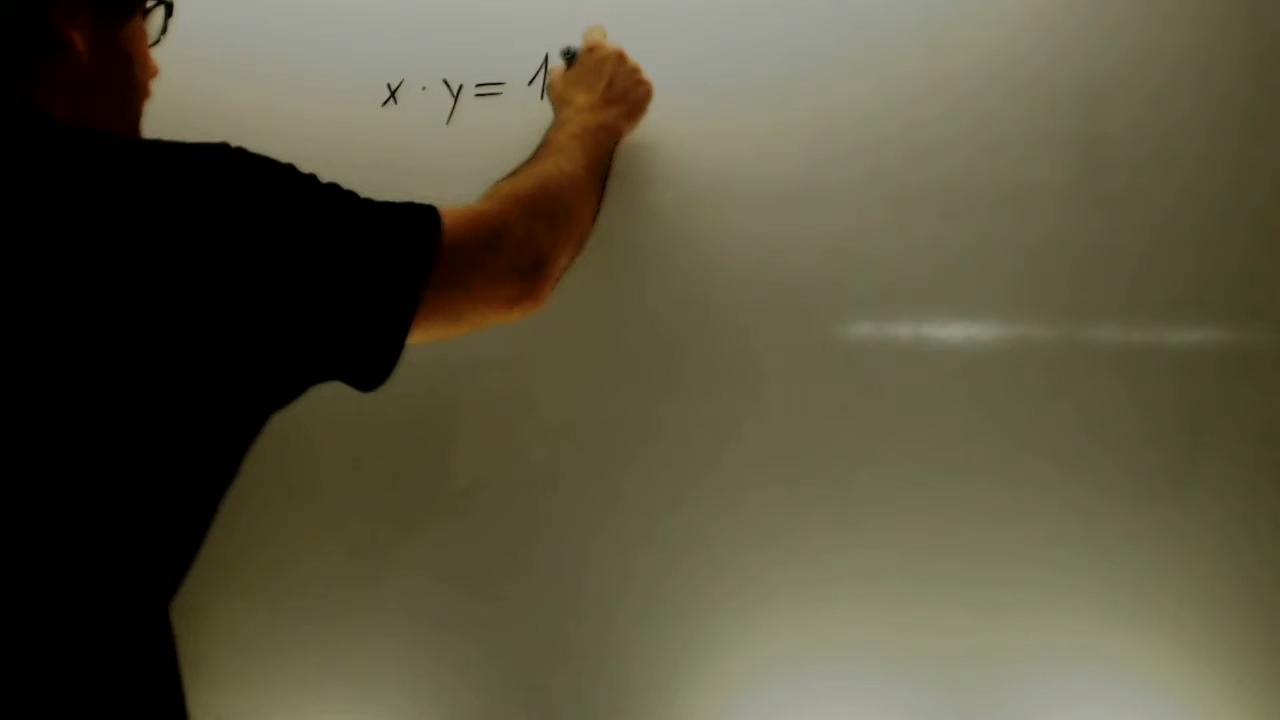 x · y = 1